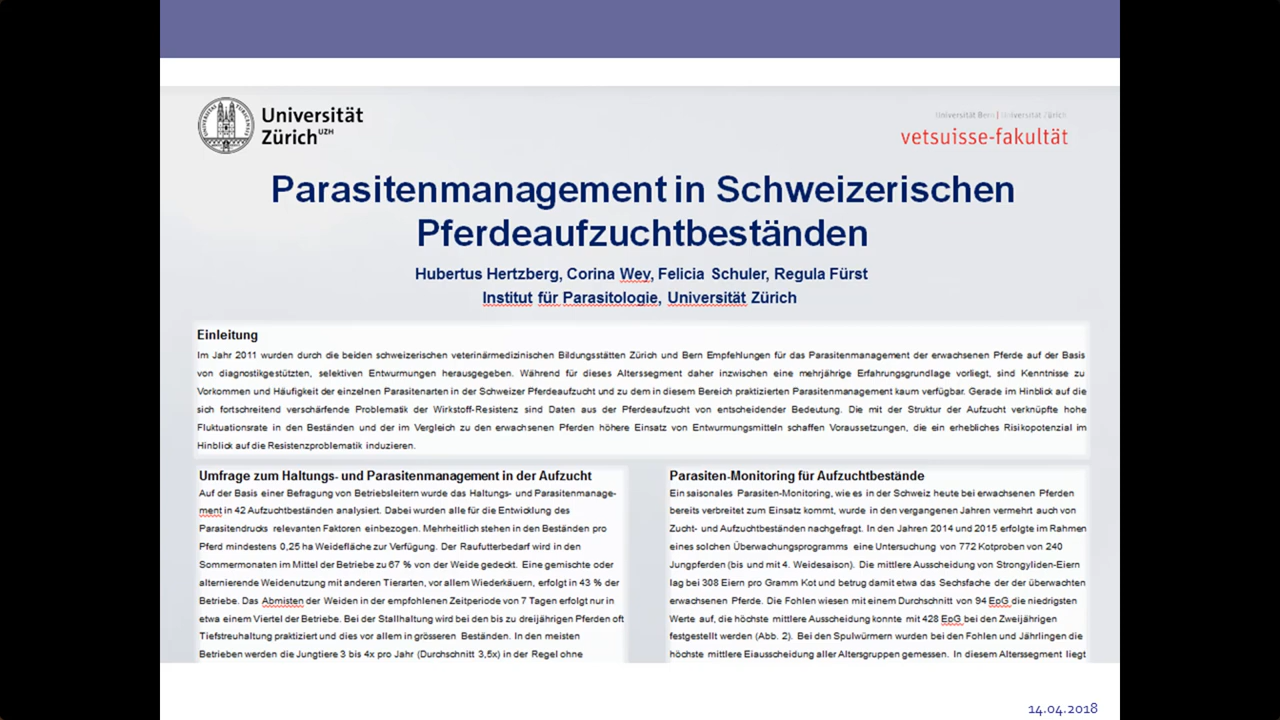 Universität
Zürich UZH
Universität Bern | Universität Zürich
vetsuisse-fakultät
Parasitenmanagement in Schweizerischen
Pferdeaufzuchtbeständen
Hubertus Hertzberg, Corina Wey, Felicia Schuler, Regula Fürst
Institut für Parasitologie, Universität Zürich
Einleitung
Im Jahr 2011 wurden durch die beiden schweizerischen veterinärmedizinischen Bildungsstätten Zürich und Bern Empfehlungen für das Parasitenmanagement der erwachsenen Pferde auf der Basis
von diagnostikgestützten, selektiven Entwurmungen herausgegeben. Während für dieses Alterssegment daher inzwischen eine mehrjährige Erfahrungsgrundlage vorliegt, sind Kenntnisse zu
Vorkommen und Häufigkeit der einzelnen Parasitenarten in der Schweizer Pferdeaufzucht und zu dem in diesem Bereich praktizierten Parasitenmanagement kaum verfügbar. Gerade im Hinblick auf die
sich fortschreitend verschärfende Problematik der Wirkstoff-Resistenz sind Daten aus der Pferdeaufzucht von entscheidender Bedeutung. Die mit der Struktur der Aufzucht verknüpfte hohe
Fluktuationsrate in den Beständen und der im Vergleich zu den erwachsenen Pferden höhere Einsatz von Entwurmungsmitteln schaffen Voraussetzungen, die ein erhebliches Risikopotenzial im
Hinblick auf die Resistenzproblematik induzieren.
Umfrage zum Haltungs- und Parasitenmanagement in der Aufzucht
Auf der Basis einer Befragung von Betriebsleitern wurde das Haltungs- und Parasitenmanage-
ment in 42 Aufzuchtbeständen analysiert. Dabei wurden alle für die Entwicklung des
Parasitendrucks relevanten Faktoren einbezogen. Mehrheitlich stehen in den Beständen pro
Pferd mindestens 0,25 ha Weidefläche zur Verfügung. Der Raufutterbedarf wird in den
Sommermonaten im Mittel der Betriebe zu 67 % von der Weide gedeckt. Eine gemischte oder
alternierende Weidenutzung mit anderen Tierarten, vor allem Wiederkäuern, erfolgt in 43 % der
Betriebe. Das Abmisten der Weiden in der empfohlenen Zeitperiode von 7 Tagen erfolgt nur in
etwa einem Viertel der Betriebe. Bei der Stallhaltung wird bei den bis zu dreijährigen Pferden oft
Tiefstreuhaltung praktiziert und dies vor allem in grösseren Beständen. In den meisten
Betrieben werden die Jungtiere 3 bis 4x pro Jahr (Durchschnitt 3,5x) in der Regel ohne
Parasiten-Monitoring für Aufzuchtbestände
Ein saisonales Parasiten-Monitoring, wie es in der Schweiz heute bei erwachsenen Pferden
bereits verbreitet zum Einsatz kommt, wurde in den vergangenen Jahren vermehrt auch von
Zucht- und Aufzuchtbeständen nachgefragt. In den Jahren 2014 und 2015 erfolgte im Rahmen
eines solchen Überwachungsprogramms eine Untersuchung von 772 Kotproben von 240
Jungpferden (bis und mit 4. Weidesaison). Die mittlere Ausscheidung von Strongyliden-Eiern
lag bei 308 Eiern pro Gramm Kot und betrug damit etwa das Sechsfache der der überwachten
erwachsenen Pferde. Die Fohlen wiesen mit einem Durchschnitt von 94 EpG die niedrigsten
Werte auf, die höchste mittlere Ausscheidung konnte mit 428 EpG bei den Zweijährigen
festgestellt werden (Abb. 2). Bei den Spulwürmern wurden bei den Fohlen und Jährlingen die
höchste mittlere Eiausscheidung aller Altersgruppen gemessen. In diesem Alterssegment liegt
14.04.2018